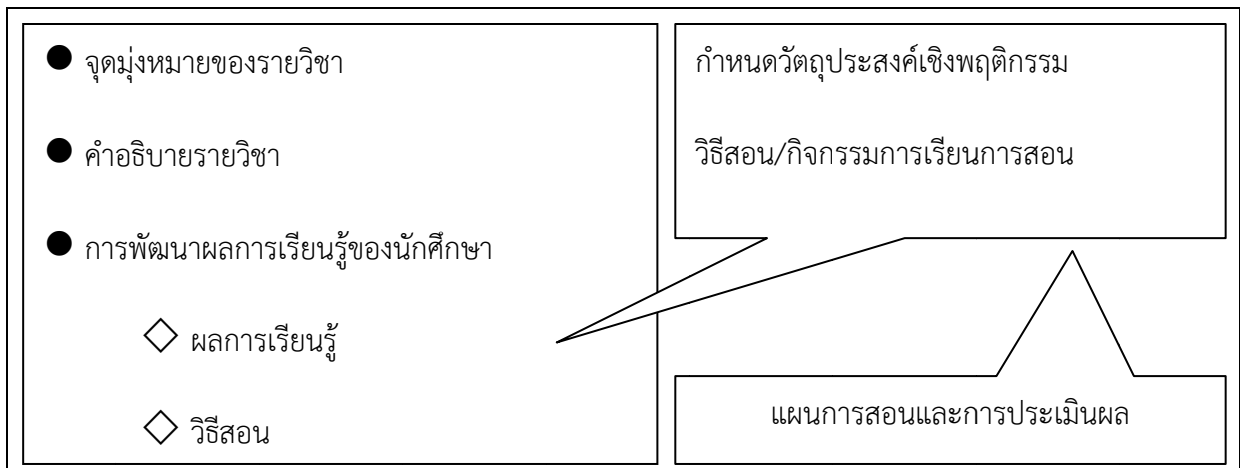 ● จุดมุ่งหมายของรายวิชา
● คำอธิบายรายวิชา
● การพัฒนาผลการเรียนรู้ของนักศึกษา
◇ ผลการเรียนรู้
◇ วิธีสอน
กำหนดวัตถุประสงค์เชิงพฤติกรรม
วิธีสอน/กิจกรรมการเรียนการสอน
แผนการสอนและการประเมินผล